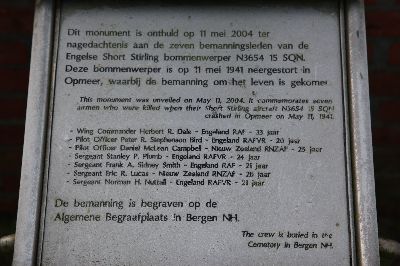 Dit monument is onthuld op 11 mei 2004 ter
nagedachtenis aan de zeven bemanningsleden van de
Engelse Short Stirling bommenwerper N3654 15 SQN.
Deze bommenwerper is op 11 mei 1941 neergestort in
Opmeer, waarbij de bemanning om het leven is gekomen.
This monument was unveiled on May 11, 2004. It commemorates seven
airmen who were killed when their Short Stirling aircraft N3654 15 SQN
crashed in Opmeer on May 11, 1941.
- Wing Commander Herbert R. Dale - Engeland RAF - 33 jaar
- Pilot Officer Peter R. Stephenson Bird - Engeland RAFVR - 20 jaar
- Pilot Officer Daniel McLean Campbell - Nieuw Zeeland RNZAF - 25 jaar
- Sergeant Stanley P. Plumb - Engeland RAFVR - 24 jaar
- Sergeant Frank A. Sidney Smith - Engeland RAF - 21 jaar
- Sergeant Eric R. Lucas - Nieuw Zeeland RNZAF - 26 jaar
- Sergeant Norman H. Nuttall - Engeland RAFVR - 21 jaar
De bemanning is begraven op de
Algemene Begraafplaats in Bergen NH.
The crew is buried in the
Cemetery in Bergen NH.